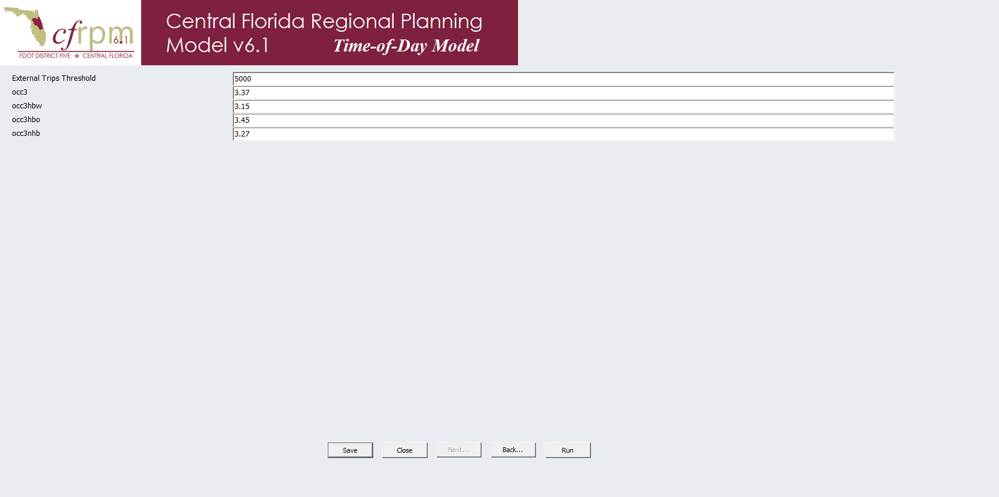 cfrpm
6.1
FDOT DISTRICT FIVE ★ CENTRAL FLORIDA
Central Florida Regional Planning
Model v6.1 Time-of-Day Model
External Trips Threshold 5000
occ3 3.37
occ3hbw 3.15
occ3hbo 3.45
occ3nhb 3.27
Save Close Next... Back... Run